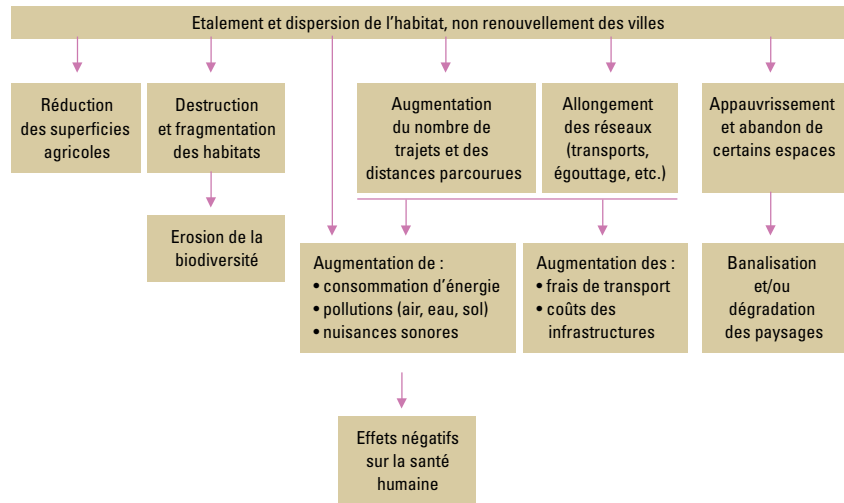 Etalement et dispersion de l'habitat, non renouvellement des villes
Réduction
des superficies
agricoles
Destruction
et fragmentation
des habitats
Augmentation
du nombre de
trajets et des
distances parcourues
Allongement
des réseaux
(transports,
égouttage, etc.)
Appauvrissement
et abandon de
certains espaces
Erosion de la
biodiversité
Augmentation de :
• consommation d'énergie
• pollutions (air, eau, sol)
• nuisances sonores
Augmentation des :
• frais de transport
• coûts des
infrastructures
Banalisation
et/ou
dégradation
des paysages
Effets négatifs
sur la santé
humaine